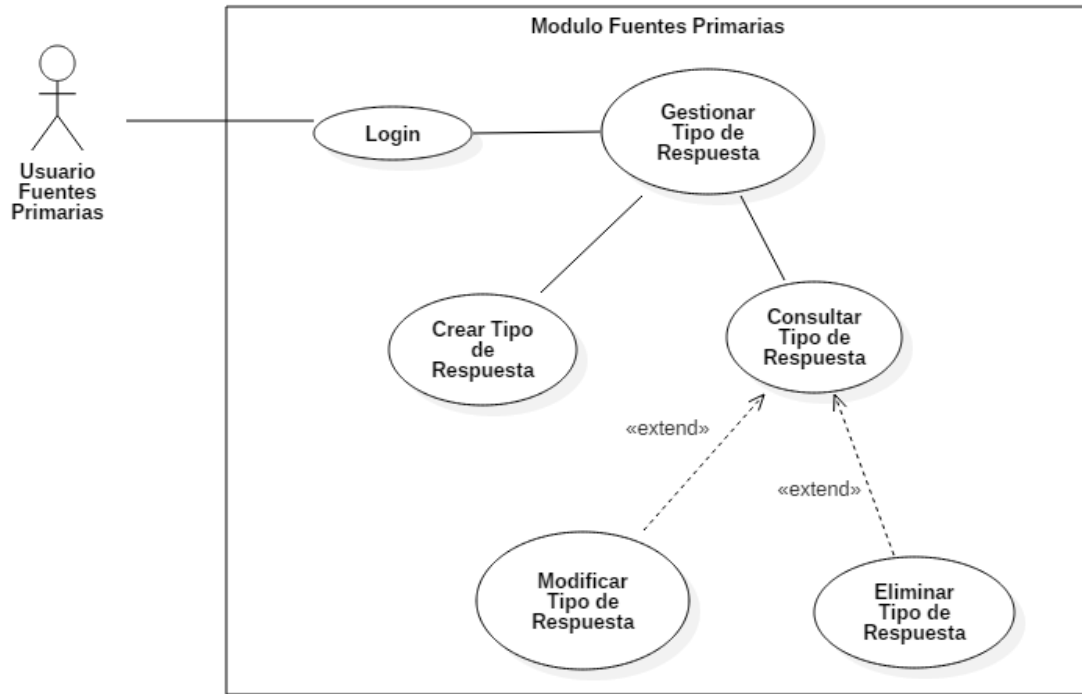 Modulo Fuentes Primarias
Usuario
Fuentes
Primarias
Login
Gestionar
Tipo de
Respuesta
Crear Tipo
de
Respuesta
Consultar
Tipo de
Respuesta
«extend»
«extend»
Modificar
Tipo de
Respuesta
Eliminar
Tipo de
Respuesta